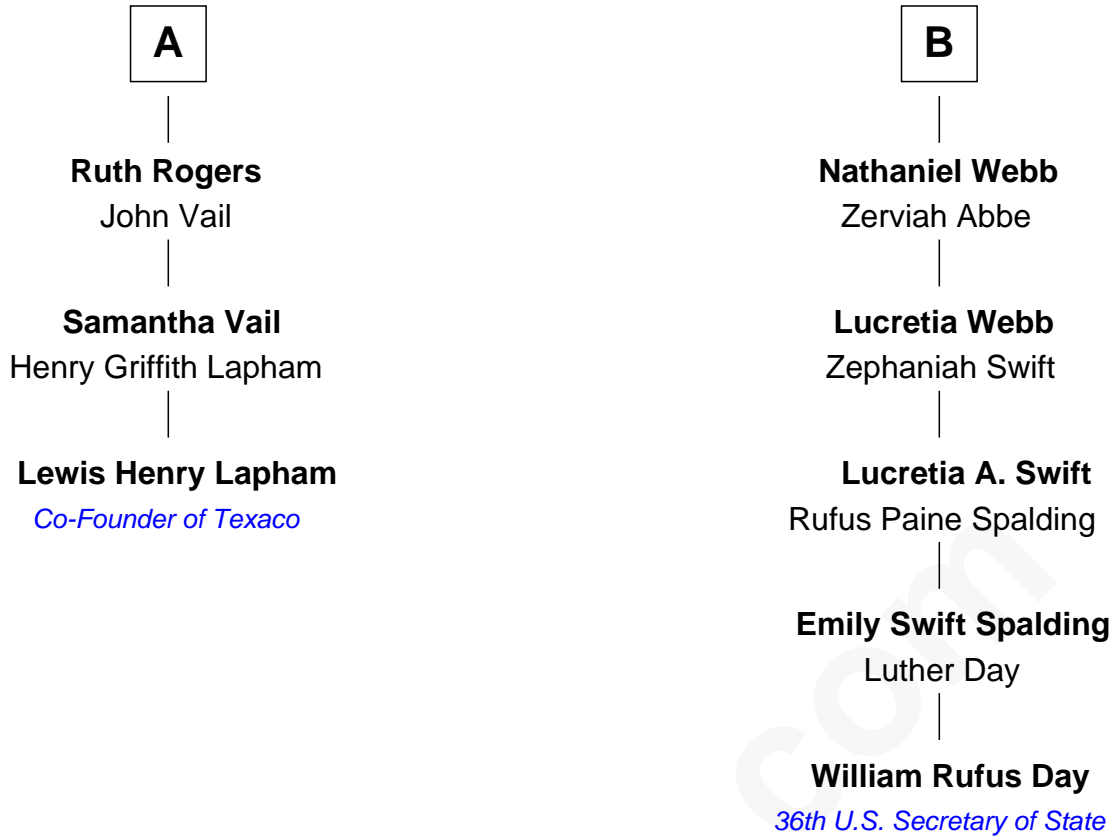 A
Ruth Rogers
John Vail
Samantha Vail
Henry Griffith Lapham
Lewis Henry Lapham
Co-Founder of Texaco
B
Nathaniel Webb
Zerviah Abbe
Lucretia Webb
Zephaniah Swift
Lucretia A. Swift
Rufus Paine Spalding
Emily Swift Spalding
Luther Day
William Rufus Day
36th U.S. Secretary of State
com